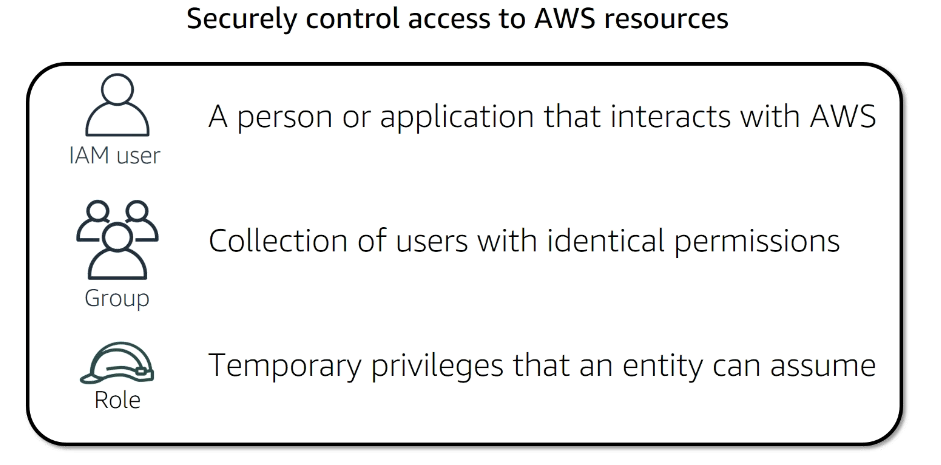 Securely control access to AWS resources
A person or application that interacts with AWS
IAM user
Collection of users with identical permissions
Group
Temporary privileges that an entity can assume
Role